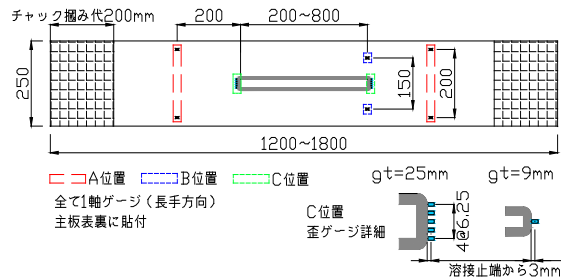 チャック掴み代200mm
200
200~800
250
150
200
1200~1800
A位置
B位置
C位置
全て1軸ゲージ（長手方向）
主板表裏に貼付
gt=25mm
gt=9mm
C位置
歪ゲージ詳細
4@6.25
溶接止端から3mm